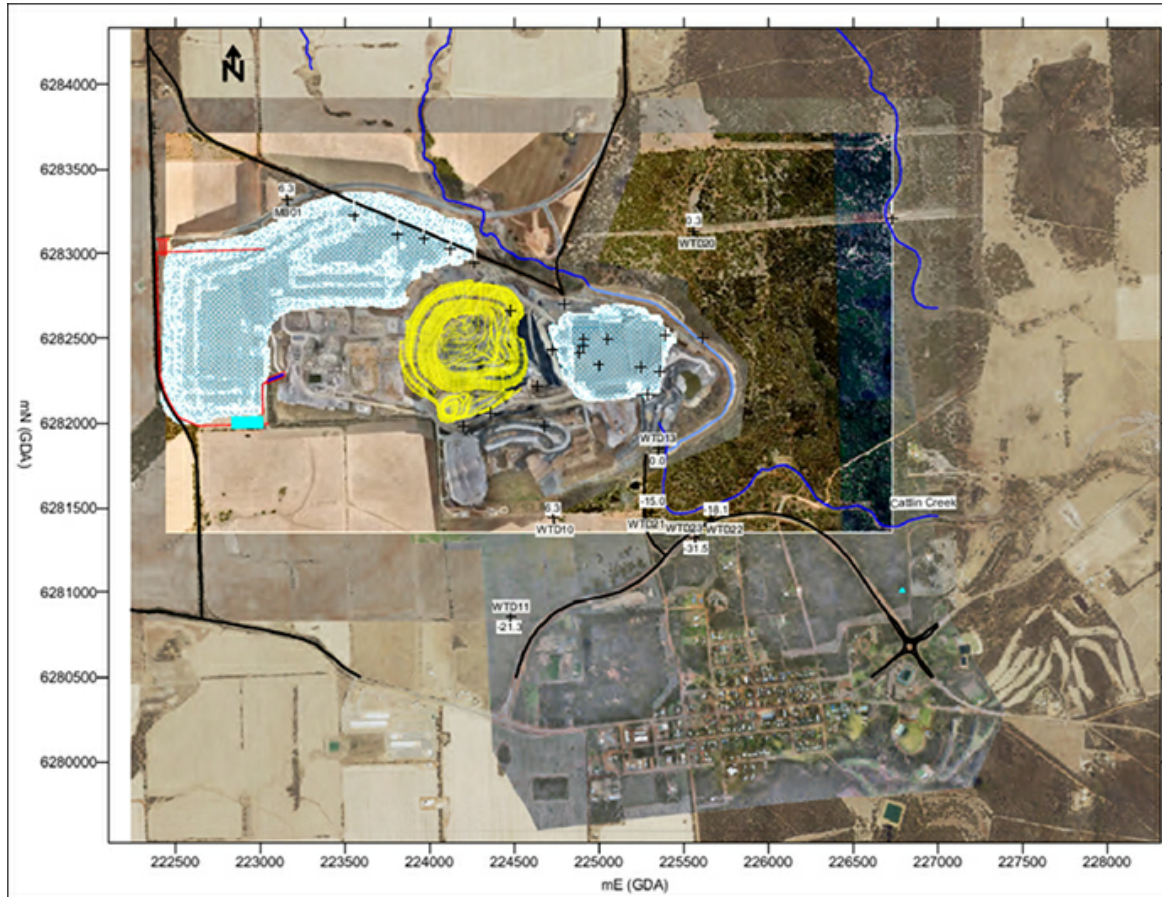 N
6284000
6283500
6283000
6282500
6282000
6281500
6281000
6280500
6280000
mN (GDA)
6.3
MB01
0.3
WTD20
WTD13
0.0
-15.0
WTD21
-18.1
WTD23
WTD22
-31.5
6.3
WTD10
WTD11
-21.3
Cattlin Creek
222500 223000 223500 224000 224500 225000 225500 226000 226500 227000 227500 228000
mE (GDA)